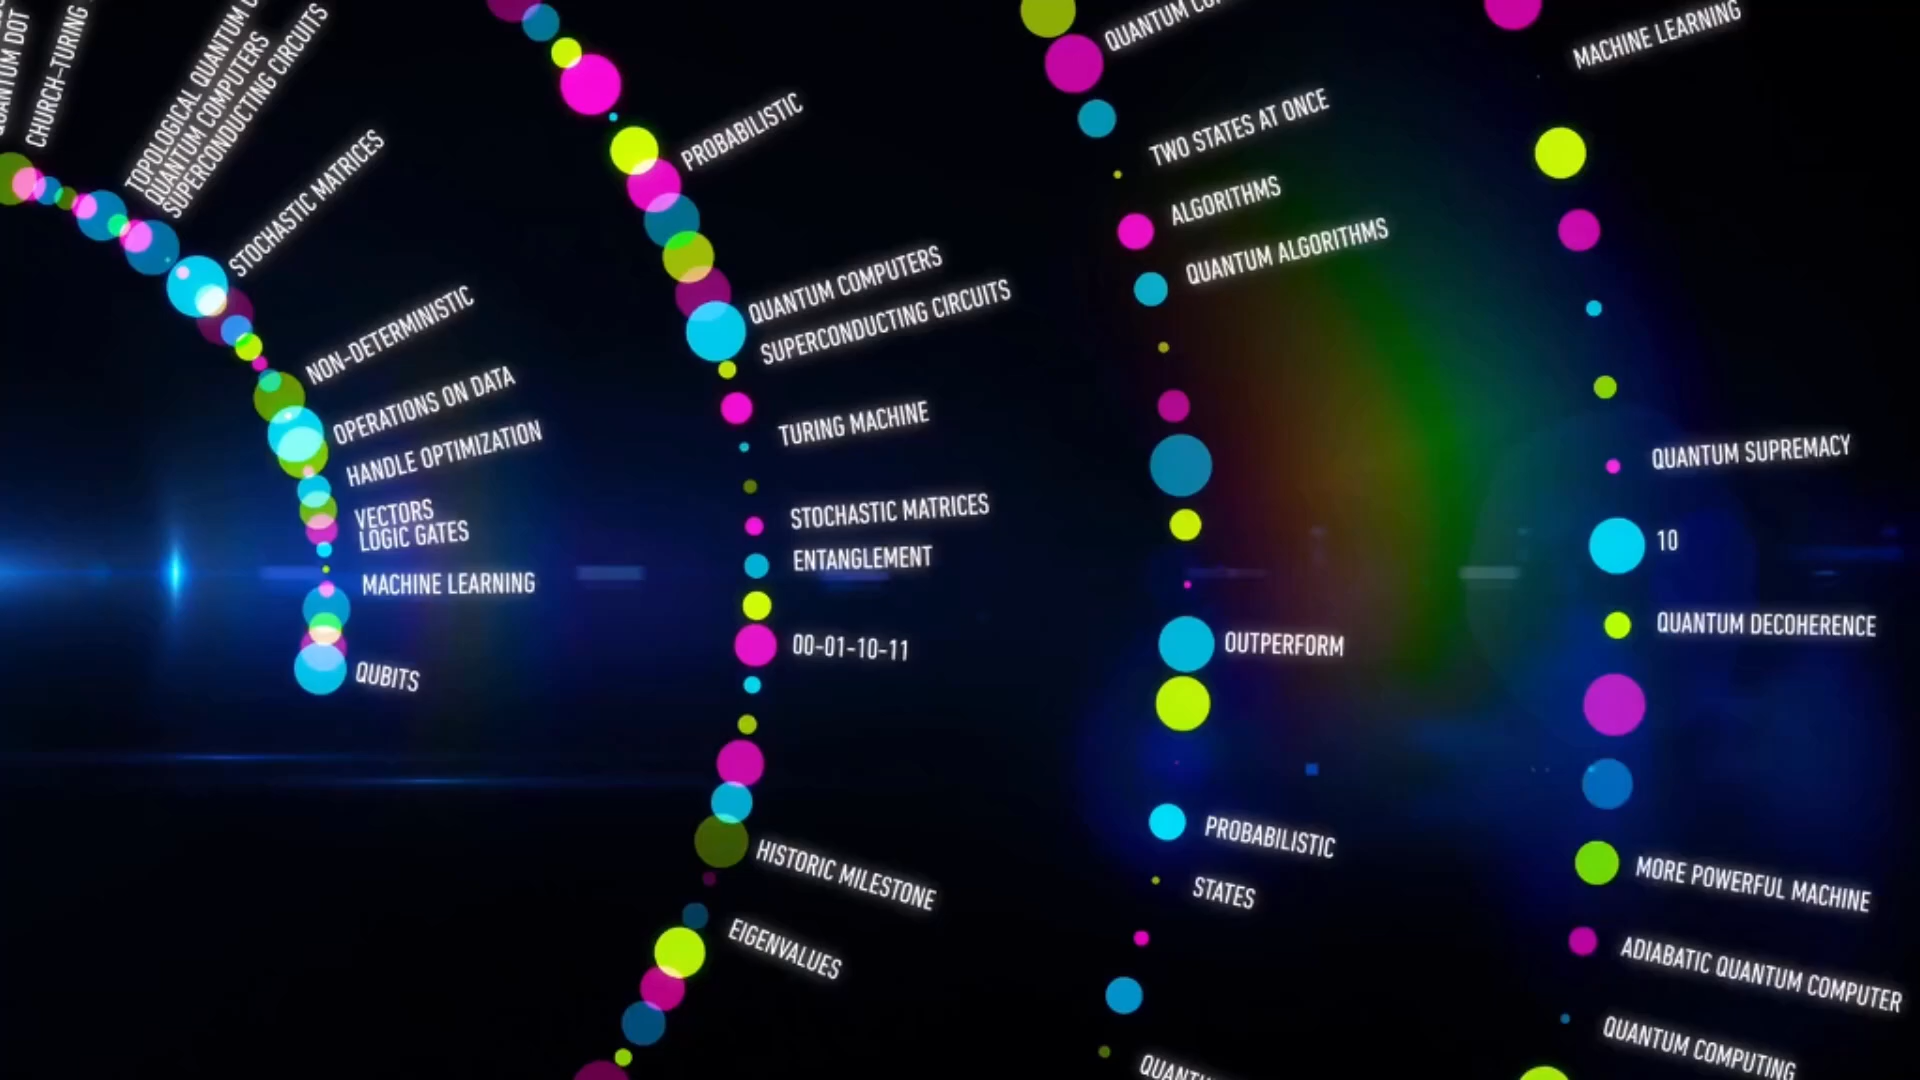 QUANTUM DOT
CHURCH-TURING
TOPOLOGICAL QUANTUM
QUANTUM COMPUTERS
SUPERCONDUCTING CIRCUITS
STOCHASTIC MATRICES
NON-DETERMINISTIC
OPERATIONS ON DATA
HANDLE OPTIMIZATION
VECTORS
LOGIC GATES
MACHINE LEARNING
QUBITS
PROBABILISTIC
QUANTUM COMPUTERS
SUPERCONDUCTING CIRCUITS
TURING MACHINE
STOCHASTIC MATRICES
ENTANGLEMENT
00-01-10-11
HISTORIC MILESTONE
EIGENVALUES
QUANTUM
TWO STATES AT ONCE
ALGORITHMS
QUANTUM ALGORITHMS
OUTPERFORM
PROBABILISTIC
STATES
MACHINE LEARNING
QUANTUM SUPREMACY
10
QUANTUM DECOHERENCE
MORE POWERFUL MACHINE
ADIABATIC QUANTUM COMPUTER
QUANTUM COMPUTING